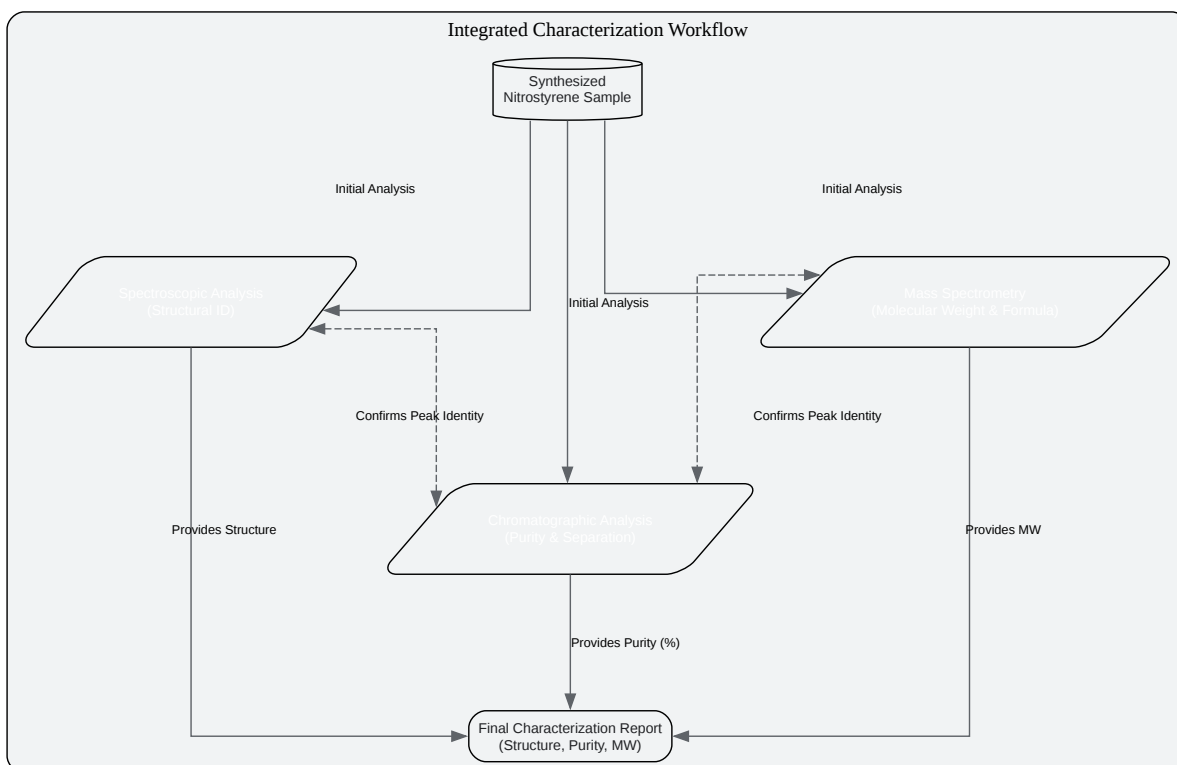 Integrated Characterization Workflow
Synthesized
Nitrostyrene Sample
Initial Analysis
Initial Analysis
Spectroscopic Analysis
(Structural ID)
Initial Analysis
Mass Spectrometry
(Molecular Weight & Formula)
Confirms Peak Identity
Confirms Peak Identity
Provides Structure
Chromatographic Analysis
(Purity & Separation)
Provides MW
Provides Purity (%)
Final Characterization Report
(Structure, Purity, MW)